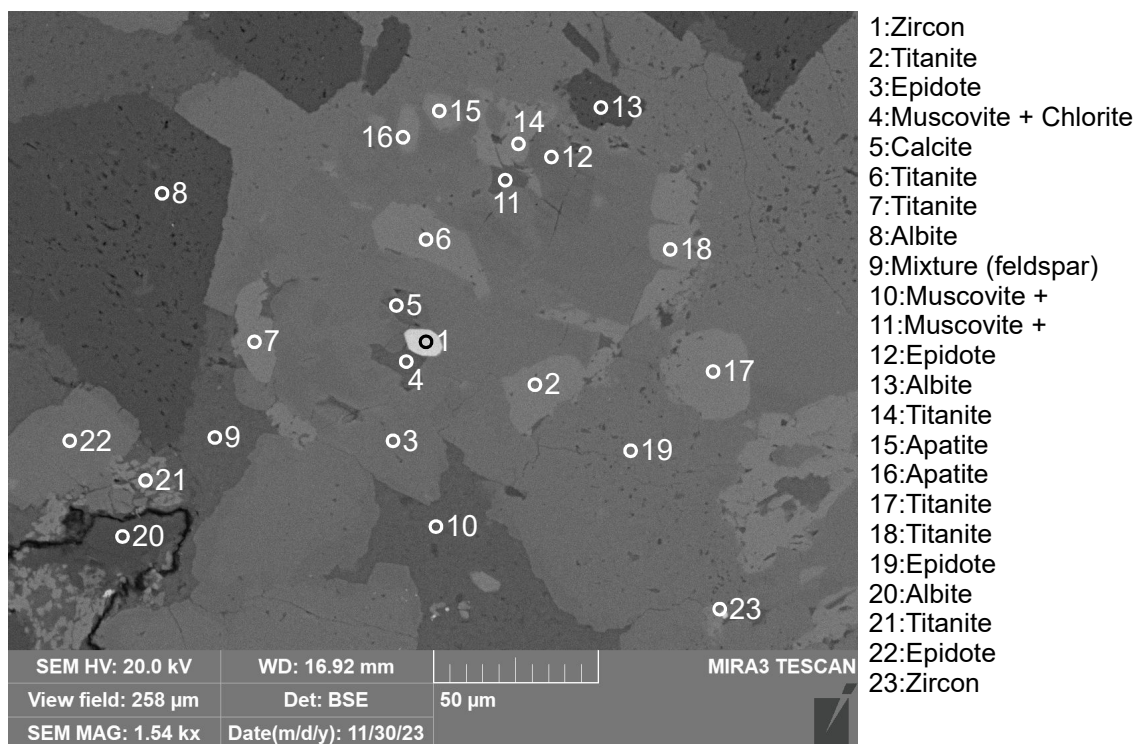 1:Zircon
2:Titanite
3:Epidote
4:Muscovite + Chlorite
5:Calcite
6:Titanite
7:Titanite
8:Albite
9:Mixture (feldspar)
10:Muscovite +
11:Muscovite +
12:Epidote
13:Albite
14:Titanite
15:Apatite
16:Apatite
17:Titanite
18:Titanite
19:Epidote
20:Albite
21:Titanite
22:Epidote
23:Zircon
15
13
16
14
12
11
8
6
18
5
7
1
4
17
2
9
3
22
19
21
10
20
23
SEM HV: 20.0 kV
WD: 16.92 mm
MIRA3 TESCAN
View field: 258 µm
Det: BSE
50 µm
SEM MAG: 1.54 kx
Date(m/d/y): 11/30/23